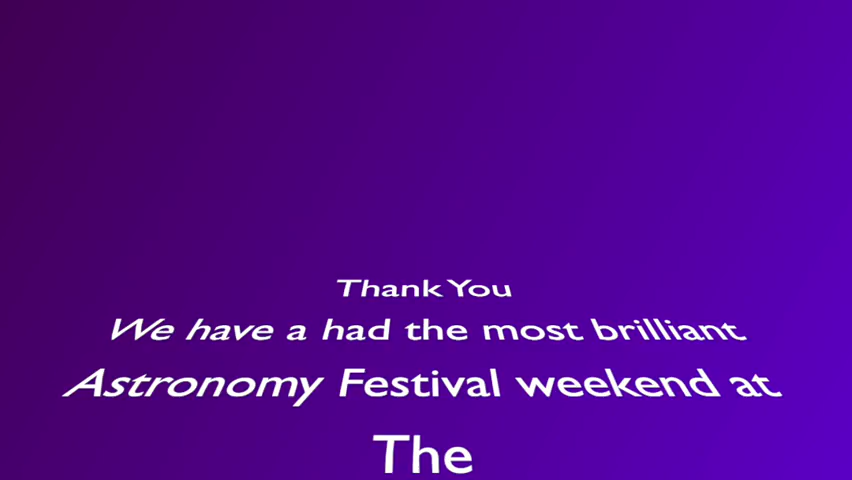 Thank You
We have a had the most brilliant
Astronomy Festival weekend at
The